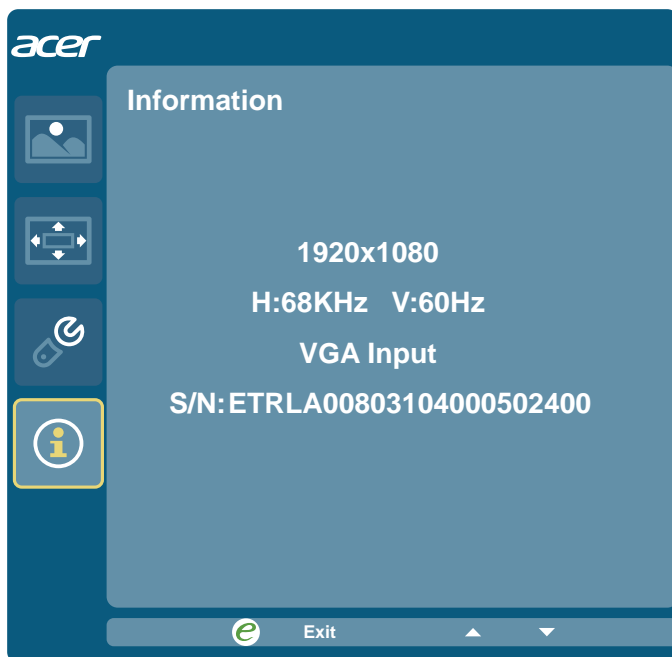 acer
Information
1920x1080
H:68KHz V:60Hz
VGA Input
S/N:ETRLA00803104000502400
e Exit